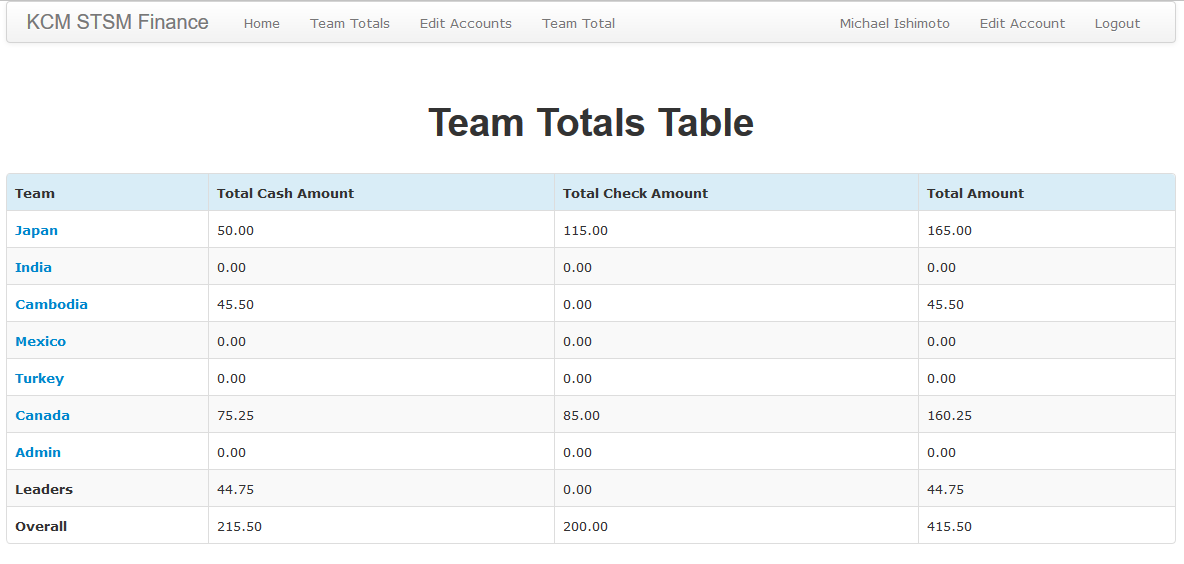 KCM STSM Finance Home Team Totals Edit Accounts Team Total Michael Ishimoto Edit Account Logout
Team Totals Table
Team Total Cash Amount Total Check Amount Total Amount
Japan 50.00 115.00 165.00
India 0.00 0.00 0.00
Cambodia 45.50 0.00 45.50
Mexico 0.00 0.00 0.00
Turkey 0.00 0.00 0.00
Canada 75.25 85.00 160.25
Admin 0.00 0.00 0.00
Leaders 44.75 0.00 44.75
Overall 215.50 200.00 415.50